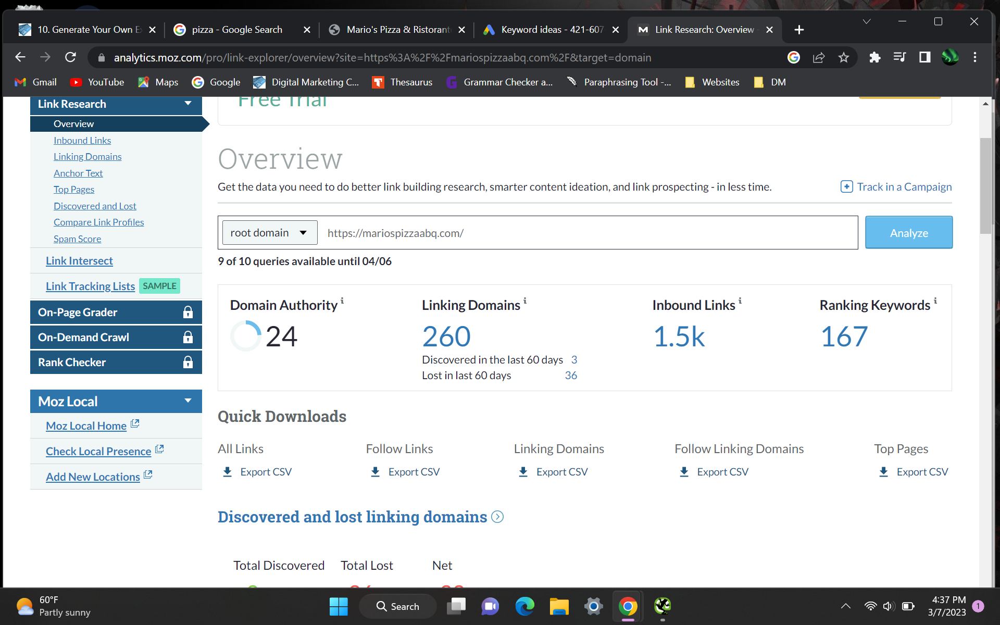 10. Generate Your Own E
pizza - Google Search
Mario's Pizza & Ristorant
Keyword ideas - 421-607
Link Research: Overview
analytics.moz.com/pro/link-explorer/overview?site=https%3A%2F%2Fmariospizzaabq.com%2F&target=domain
Gmail
YouTube
Maps
Google
Digital Marketing C...
Thesaurus
Grammar Checker a...
Paraphrasing Tool -...
Websites
DM
Link Research
Overview
Inbound Links
Linking Domains
Anchor Text
Top Pages
Discovered and Lost
Compare Link Profiles
Spam Score
Link Intersect
Link Tracking Lists SAMPLE
On-Page Grader
On-Demand Crawl
Rank Checker
Moz Local
Moz Local Home
Check Local Presence
Add New Locations
Free Trial
Overview
Get the data you need to do better link building research, smarter content ideation, and link prospecting - in less time.
Track in a Campaign
root domain
https://mariospizzaabq.com/
Analyze
9 of 10 queries available until 04/06
Domain Authority
24
Linking Domains
260
Discovered in the last 60 days 3
Lost in last 60 days 36
Inbound Links
1.5k
Ranking Keywords
167
Quick Downloads
All Links
Export CSV
Follow Links
Export CSV
Linking Domains
Export CSV
Follow Linking Domains
Export CSV
Top Pages
Export CSV
Discovered and lost linking domains
Total Discovered
Total Lost
Net
60°F
Partly sunny
Search
4:37 PM
3/7/2023
1